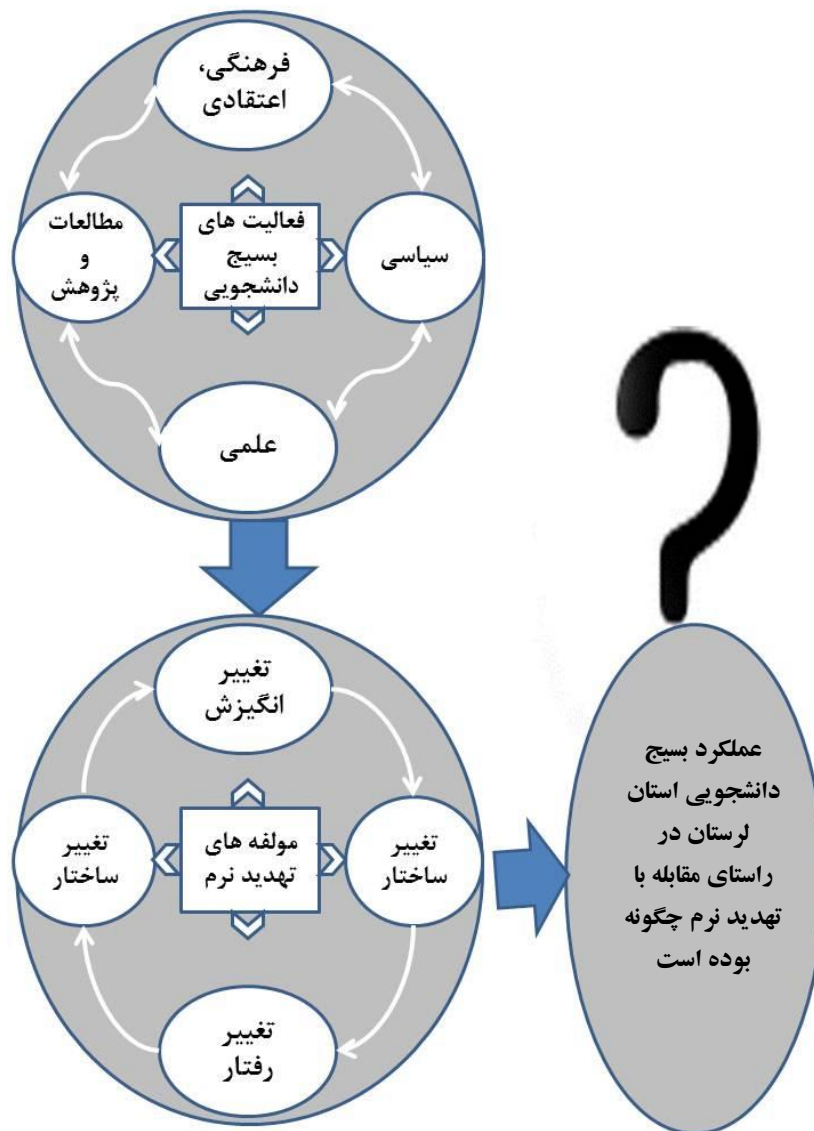 فرهنگی،
اعتقادی
مطالعات
و
پژوهش
فعالیت های
بسیج
دانشجویی
سیاسی
علمی
تغییر
انگیزش
تغییر
ساختار
مولفه های
تهدید نرم
تغییر
ساختار
تغییر
رفتار
?
عملکرد بسیج
دانشجویی استان
لرستان در
راستای مقابله با
تهدید نرم چگونه
بوده است